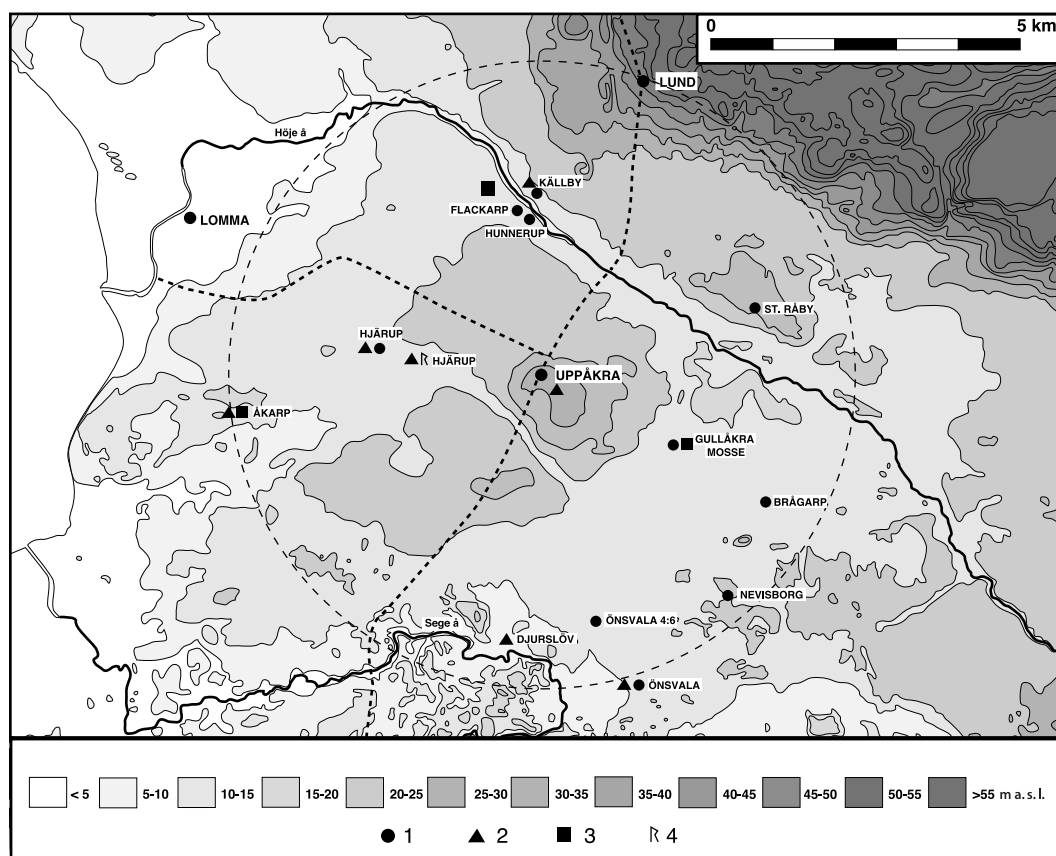 0 5 km
LUND
Höje å
KÄLLBY
FLACKARP
LOMMA
HUNNERUP
ST. RÅBY
HJÄRUP
ᚱ HJÄRUP
UPPÅKRA
ÅKARP
GULLÅKRA
MOSSE
BRÅGARP
NEVISBORG
Sege å
ÖNSVALA 4:6
DJURSLÖV
ÖNSVALA
< 5 5-10 10-15 15-20 20-25 25-30 30-35 35-40 40-45 45-50 50-55 >55 m a. s. l.
1 2 3 ᚱ 4